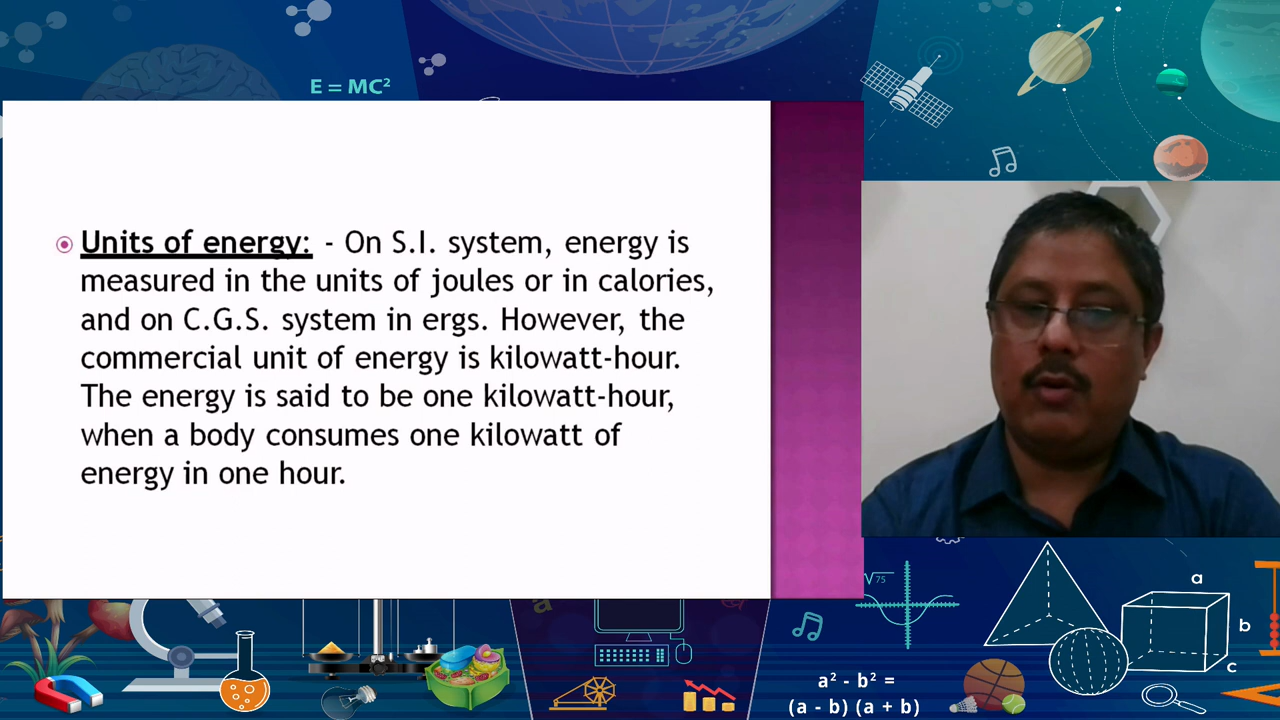 E = MC²
Units of energy: - On S.I. system, energy is
measured in the units of joules or in calories,
and on C.G.S. system in ergs. However, the
commercial unit of energy is kilowatt-hour.
The energy is said to be one kilowatt-hour,
when a body consumes one kilowatt of
energy in one hour.
√75
a
b
c
a
a² - b² =
(a - b) (a + b)